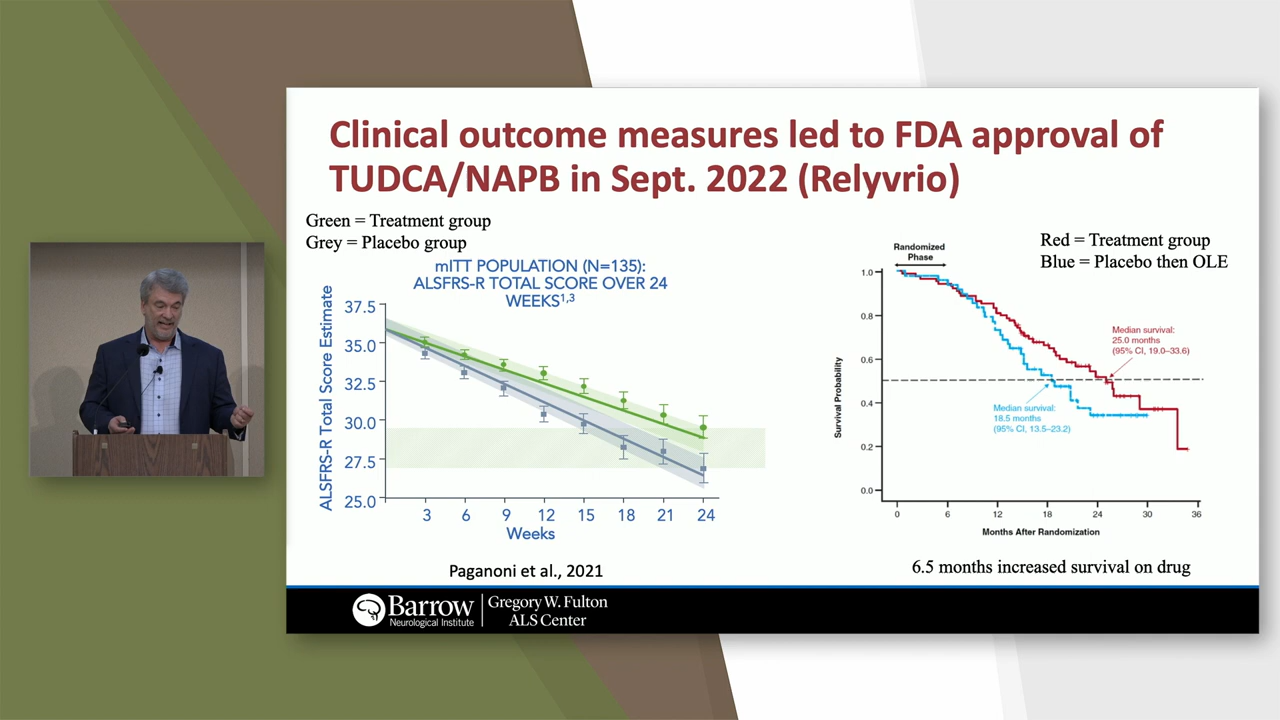 Clinical outcome measures led to FDA approval of
TUDCA/NAPB in Sept. 2022 (Relyvrio)
Green = Treatment group
Grey = Placebo group
mITT POPULATION (N=135):
ALSFRS-R TOTAL SCORE OVER 24
WEEKS1,3
ALSFRS-R Total Score Estimate
37.5
35.0
32.5
30.0
27.5
25.0
3 6 9 12 15 18 21 24
Weeks
Paganoni et al., 2021
Red = Treatment group
Blue = Placebo then OLE
Randomized
Phase
Survival Probability
1.0
0.8
0.6
0.4
0.2
0.0
Median survival:
25.0 months
(95% CI, 19.0–33.6)
Median survival:
18.5 months
(95% CI, 13.5–23.2)
0 6 12 18 24 30 36
Months After Randomization
6.5 months increased survival on drug
Barrow
Neurological Institute
Gregory W. Fulton
ALS Center